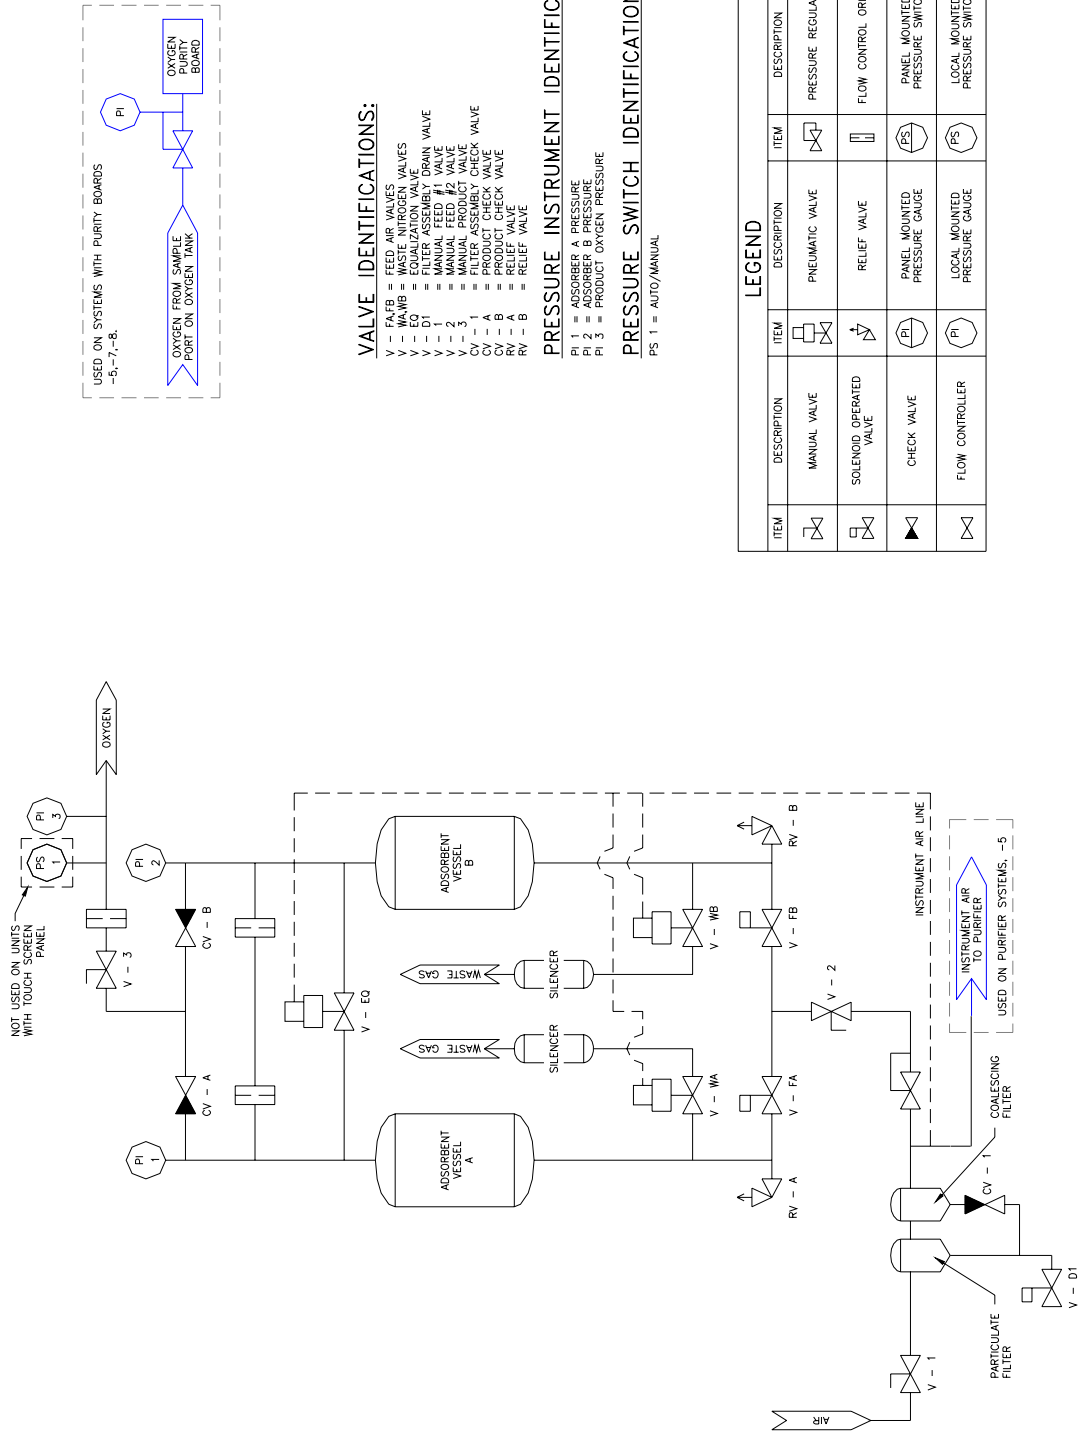 USED ON SYSTEMS WITH PURITY BOARDS
-5,-7,-8.
OXYGEN FROM SAMPLE
PORT ON OXYGEN TANK
PI
OXYGEN
PURITY
BOARD
VALVE IDENTIFICATIONS:
V - FA,FB = FEED AIR VALVES
V - WA,WB = WASTE NITROGEN VALVES
V - EQ = EQUALIZATION VALVE
V - D1 = FILTER ASSEMBLY DRAIN VALVE
V - 1 = MANUAL FEED #1 VALVE
V - 2 = MANUAL FEED #2 VALVE
V - 3 = MANUAL PRODUCT VALVE
CV - 1 = FILTER ASSEMBLY CHECK VALVE
CV - A = PRODUCT CHECK VALVE
CV - B = PRODUCT CHECK VALVE
RV - A = RELIEF VALVE
RV - B = RELIEF VALVE
PRESSURE INSTRUMENT IDENTIFIC
PI 1 = ADSORBER A PRESSURE
PI 2 = ADSORBER B PRESSURE
PI 3 = PRODUCT OXYGEN PRESSURE
PRESSURE SWITCH IDENTIFICATION
PS 1 = AUTO/MANUAL
LEGEND
ITEM DESCRIPTION ITEM DESCRIPTION ITEM DESCRIPTION
MANUAL VALVE
PNEUMATIC VALVE
PRESSURE REGULA
SOLENOID OPERATED
VALVE
RELIEF VALVE
FLOW CONTROL ORI
CHECK VALVE
PI
PANEL MOUNTED
PRESSURE GAUGE
PS
PANEL MOUNTED
PRESSURE SWITC
FLOW CONTROLLER
PI
LOCAL MOUNTED
PRESSURE GAUGE
PS
LOCAL MOUNTED
PRESSURE SWITC
NOT USED ON UNITS
WITH TOUCH SCREEN
PANEL
PS
1
PI
3
OXYGEN
V - 3
PI
1
PI
2
CV - A
CV - B
V - EQ
ADSORBENT
VESSEL
A
ADSORBENT
VESSEL
B
WASTE GAS
WASTE GAS
SILENCER
SILENCER
V - WA
V - WB
RV - A
V - FA
V - FB
RV - B
V - 2
INSTRUMENT AIR LINE
INSTRUMENT AIR
TO PURIFIER
USED ON PURIFIER SYSTEMS, -5
AIR
V - 1
PARTICULATE
FILTER
COALESCING
FILTER
CV - 1
V - D1